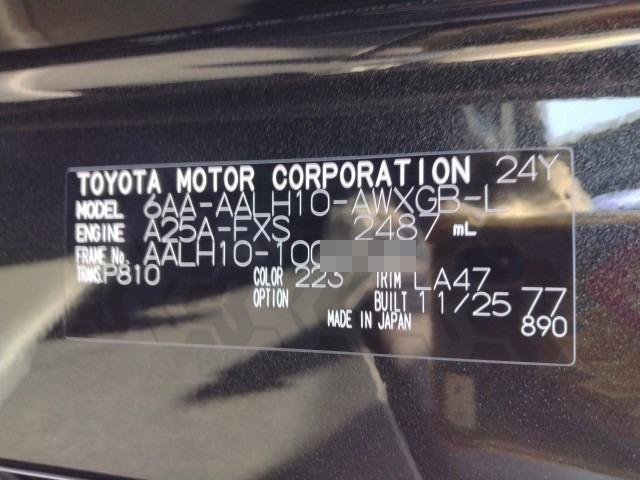 TOYOTA MOTOR CORPORATION 24Y
MODEL 6AA-AALH10-AWXGB-L
ENGINE A25A-FXS 2487 mL
FRAME No. AALH10-100
TRANS. P810 COLOR 223 TRIM LA47
OPTION BUILT 11/25 77
MADE IN JAPAN 890